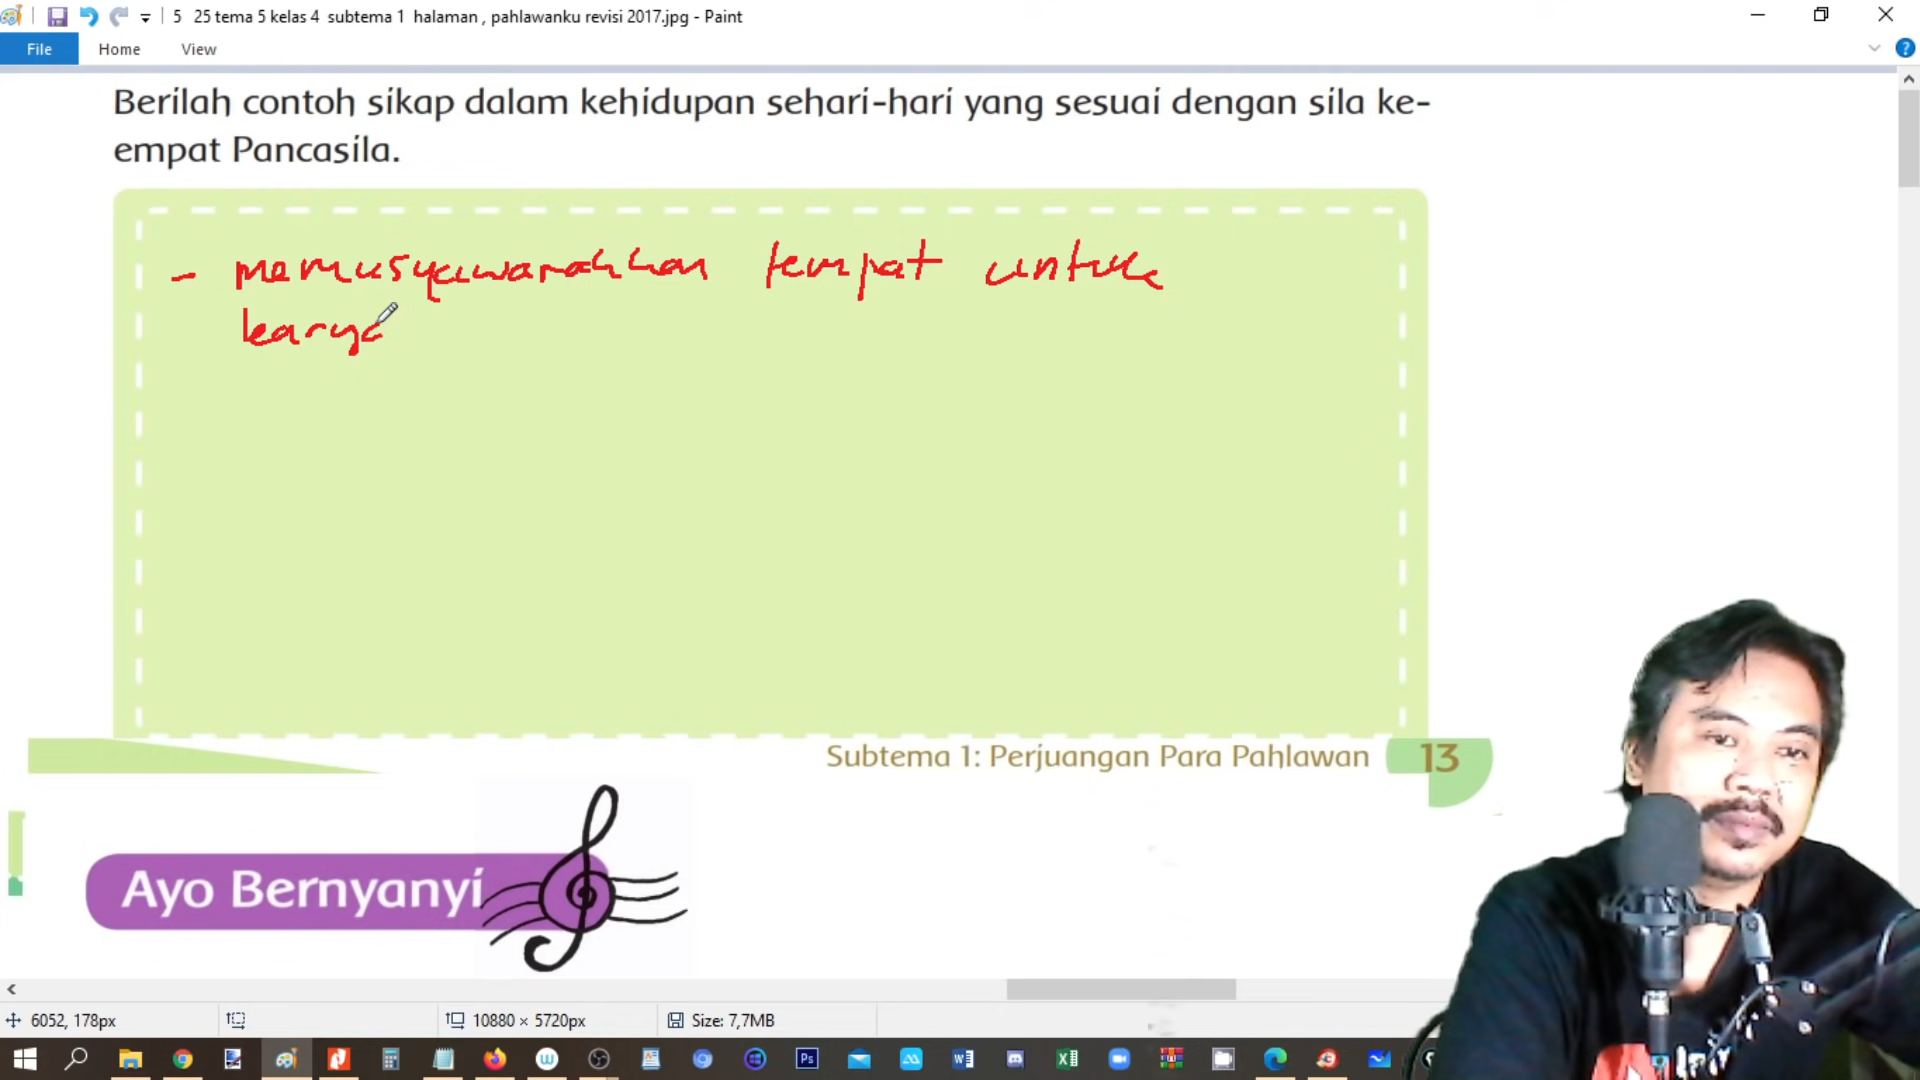 5 25 tema 5 kelas 4 subtema 1 halaman , pahlawanku revisi 2017.jpg - Paint
File Home View
Berilah contoh sikap dalam kehidupan sehari-hari yang sesuai dengan sila ke-
empat Pancasila.
- memusyawarahkan tempat untuk
karya
Subtema 1: Perjuangan Para Pahlawan 13
Ayo Bernyanyi
6052, 178px 10880 × 5720px Size: 7,7MB